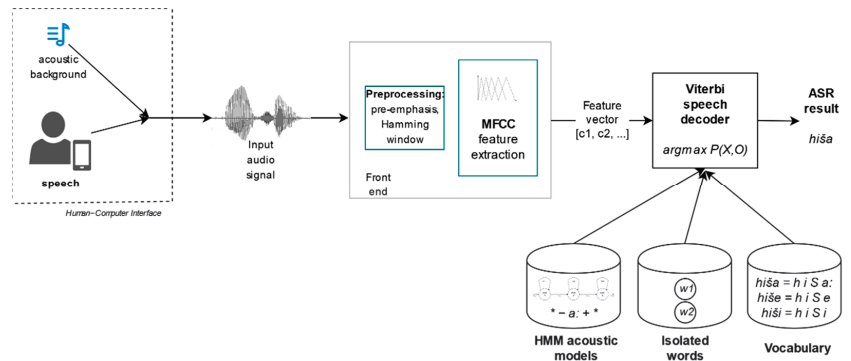 acoustic
background
speech
Human–Computer Interface
Input
audio
signal
Preprocessing:
pre-emphasis,
Hamming
window
MFCC
feature
extraction
Front
end
Feature
vector
[c1, c2, ...]
Viterbi
speech
decoder
argmax P(X,O)
ASR
result
hiša
* – a: + *
HMM acoustic
models
w1
w2
Isolated
words
hiša = h i S a:
hiše = h i S e
hiši = h i S i
Vocabulary